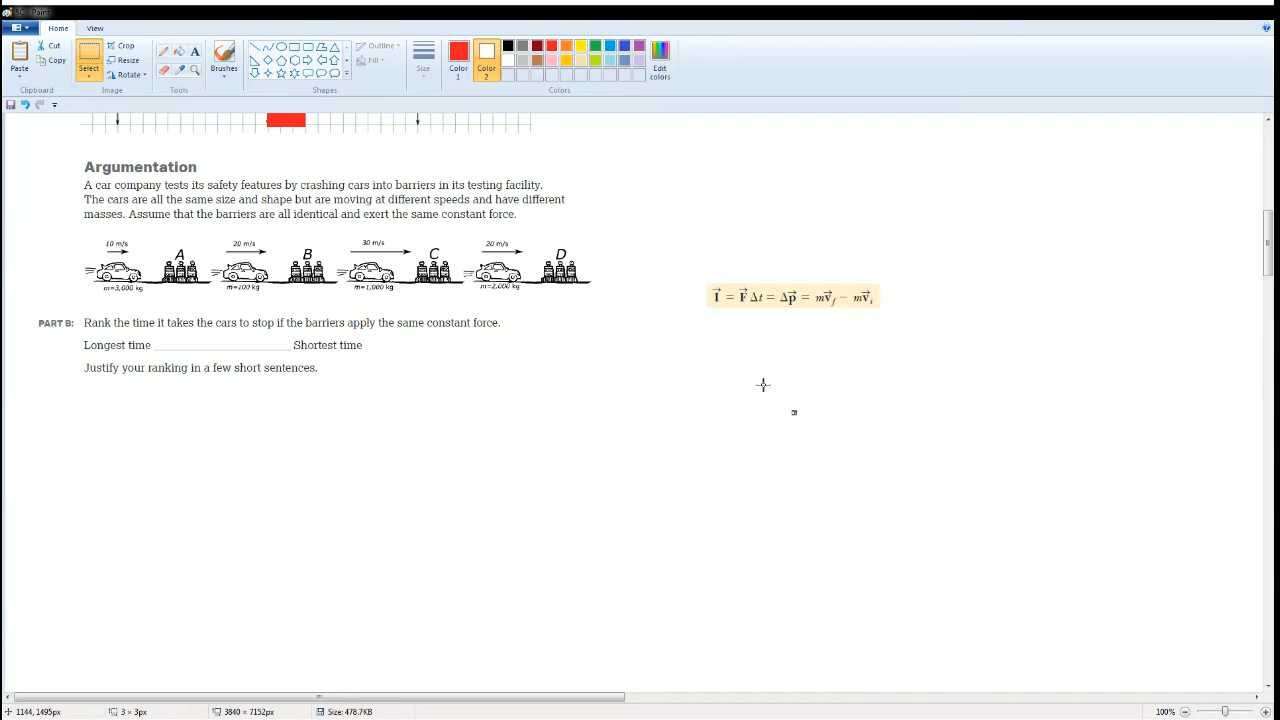 Home
View
Cut
Copy
Paste
Clipboard
Crop
Resize
Rotate
Select
Image
A
Tools
Brushes
Outline
Fill
Shapes
Size
Color 1
Color 2
Edit colors
Colors
Argumentation
A car company tests its safety features by crashing cars into barriers in its testing facility.
The cars are all the same size and shape but are moving at different speeds and have different
masses. Assume that the barriers are all identical and exert the same constant force.
10 m/s A 20 m/s B 30 m/s C 20 m/s D
m=3,000 kg m=100 kg m=1,000 kg m=2,000 kg
I = F Δt = Δp = mv_f − mv_i
PART B: Rank the time it takes the cars to stop if the barriers apply the same constant force.
Longest time ______________________ Shortest time
Justify your ranking in a few short sentences.
1144, 1495px
3 × 3px
3840 × 7152px
Size: 478.7KB
100%